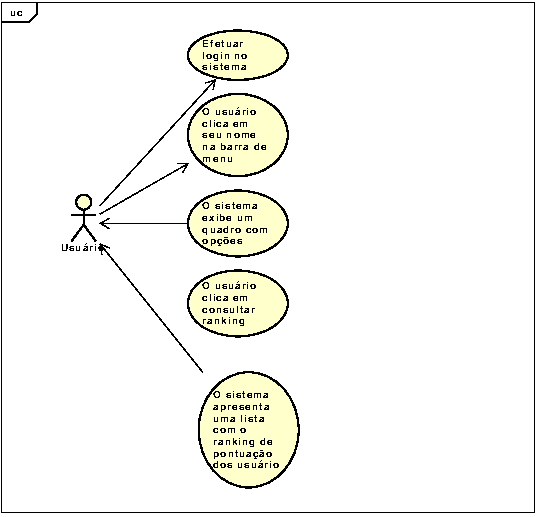 uc
Efetuar
login no
sistema
O usuário
clica em
seu nome
na barra de
menu
O sistema
exibe um
quadro com
opções
Usuário
O usuário
clica em
consultar
ranking
O sistema
apresenta
uma lista
com o
ranking de
pontuação
dos usuário